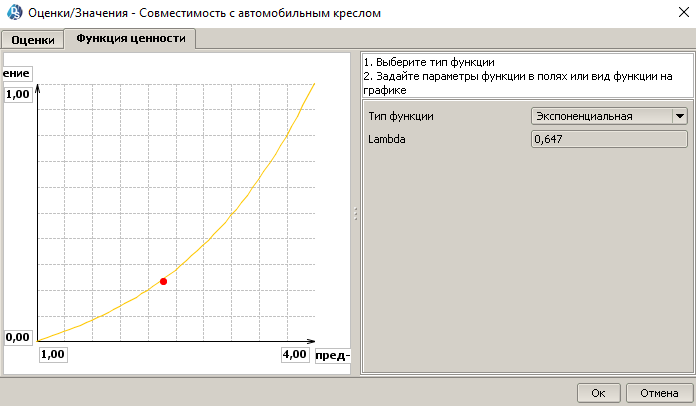 Оценки/Значения - Совместимость с автомобильным креслом
Оценки
Функция ценности
ение
1,00
0,00
1,00
4,00
пред-
1. Выберите тип функции
2. Задайте параметры функции в полях или вид функции на
графике
Тип функции
Экспоненциальная
Lambda
0,647
Ок
Отмена